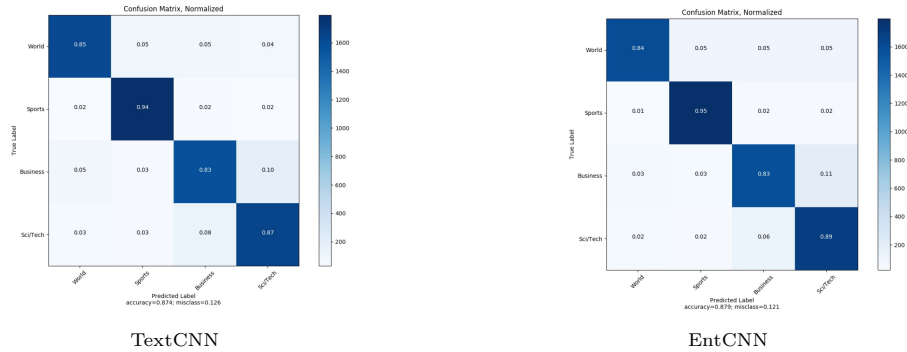 Confusion Matrix, Normalized
True Label
World
Sports
Business
Sci/Tech
0.85 0.05 0.05 0.04
0.02 0.94 0.02 0.02
0.05 0.03 0.83 0.10
0.03 0.03 0.08 0.87
World Sports Business Sci/Tech
Predicted Label
accuracy=0.874; misclass=0.126
1600
1400
1200
1000
800
600
400
200
TextCNN
Confusion Matrix, Normalized
True Label
World
Sports
Business
Sci/Tech
0.84 0.05 0.05 0.05
0.01 0.95 0.02 0.02
0.03 0.03 0.83 0.11
0.02 0.02 0.06 0.89
World Sports Business Sci/Tech
Predicted Label
accuracy=0.879; misclass=0.121
1600
1400
1200
1000
800
600
400
200
EntCNN